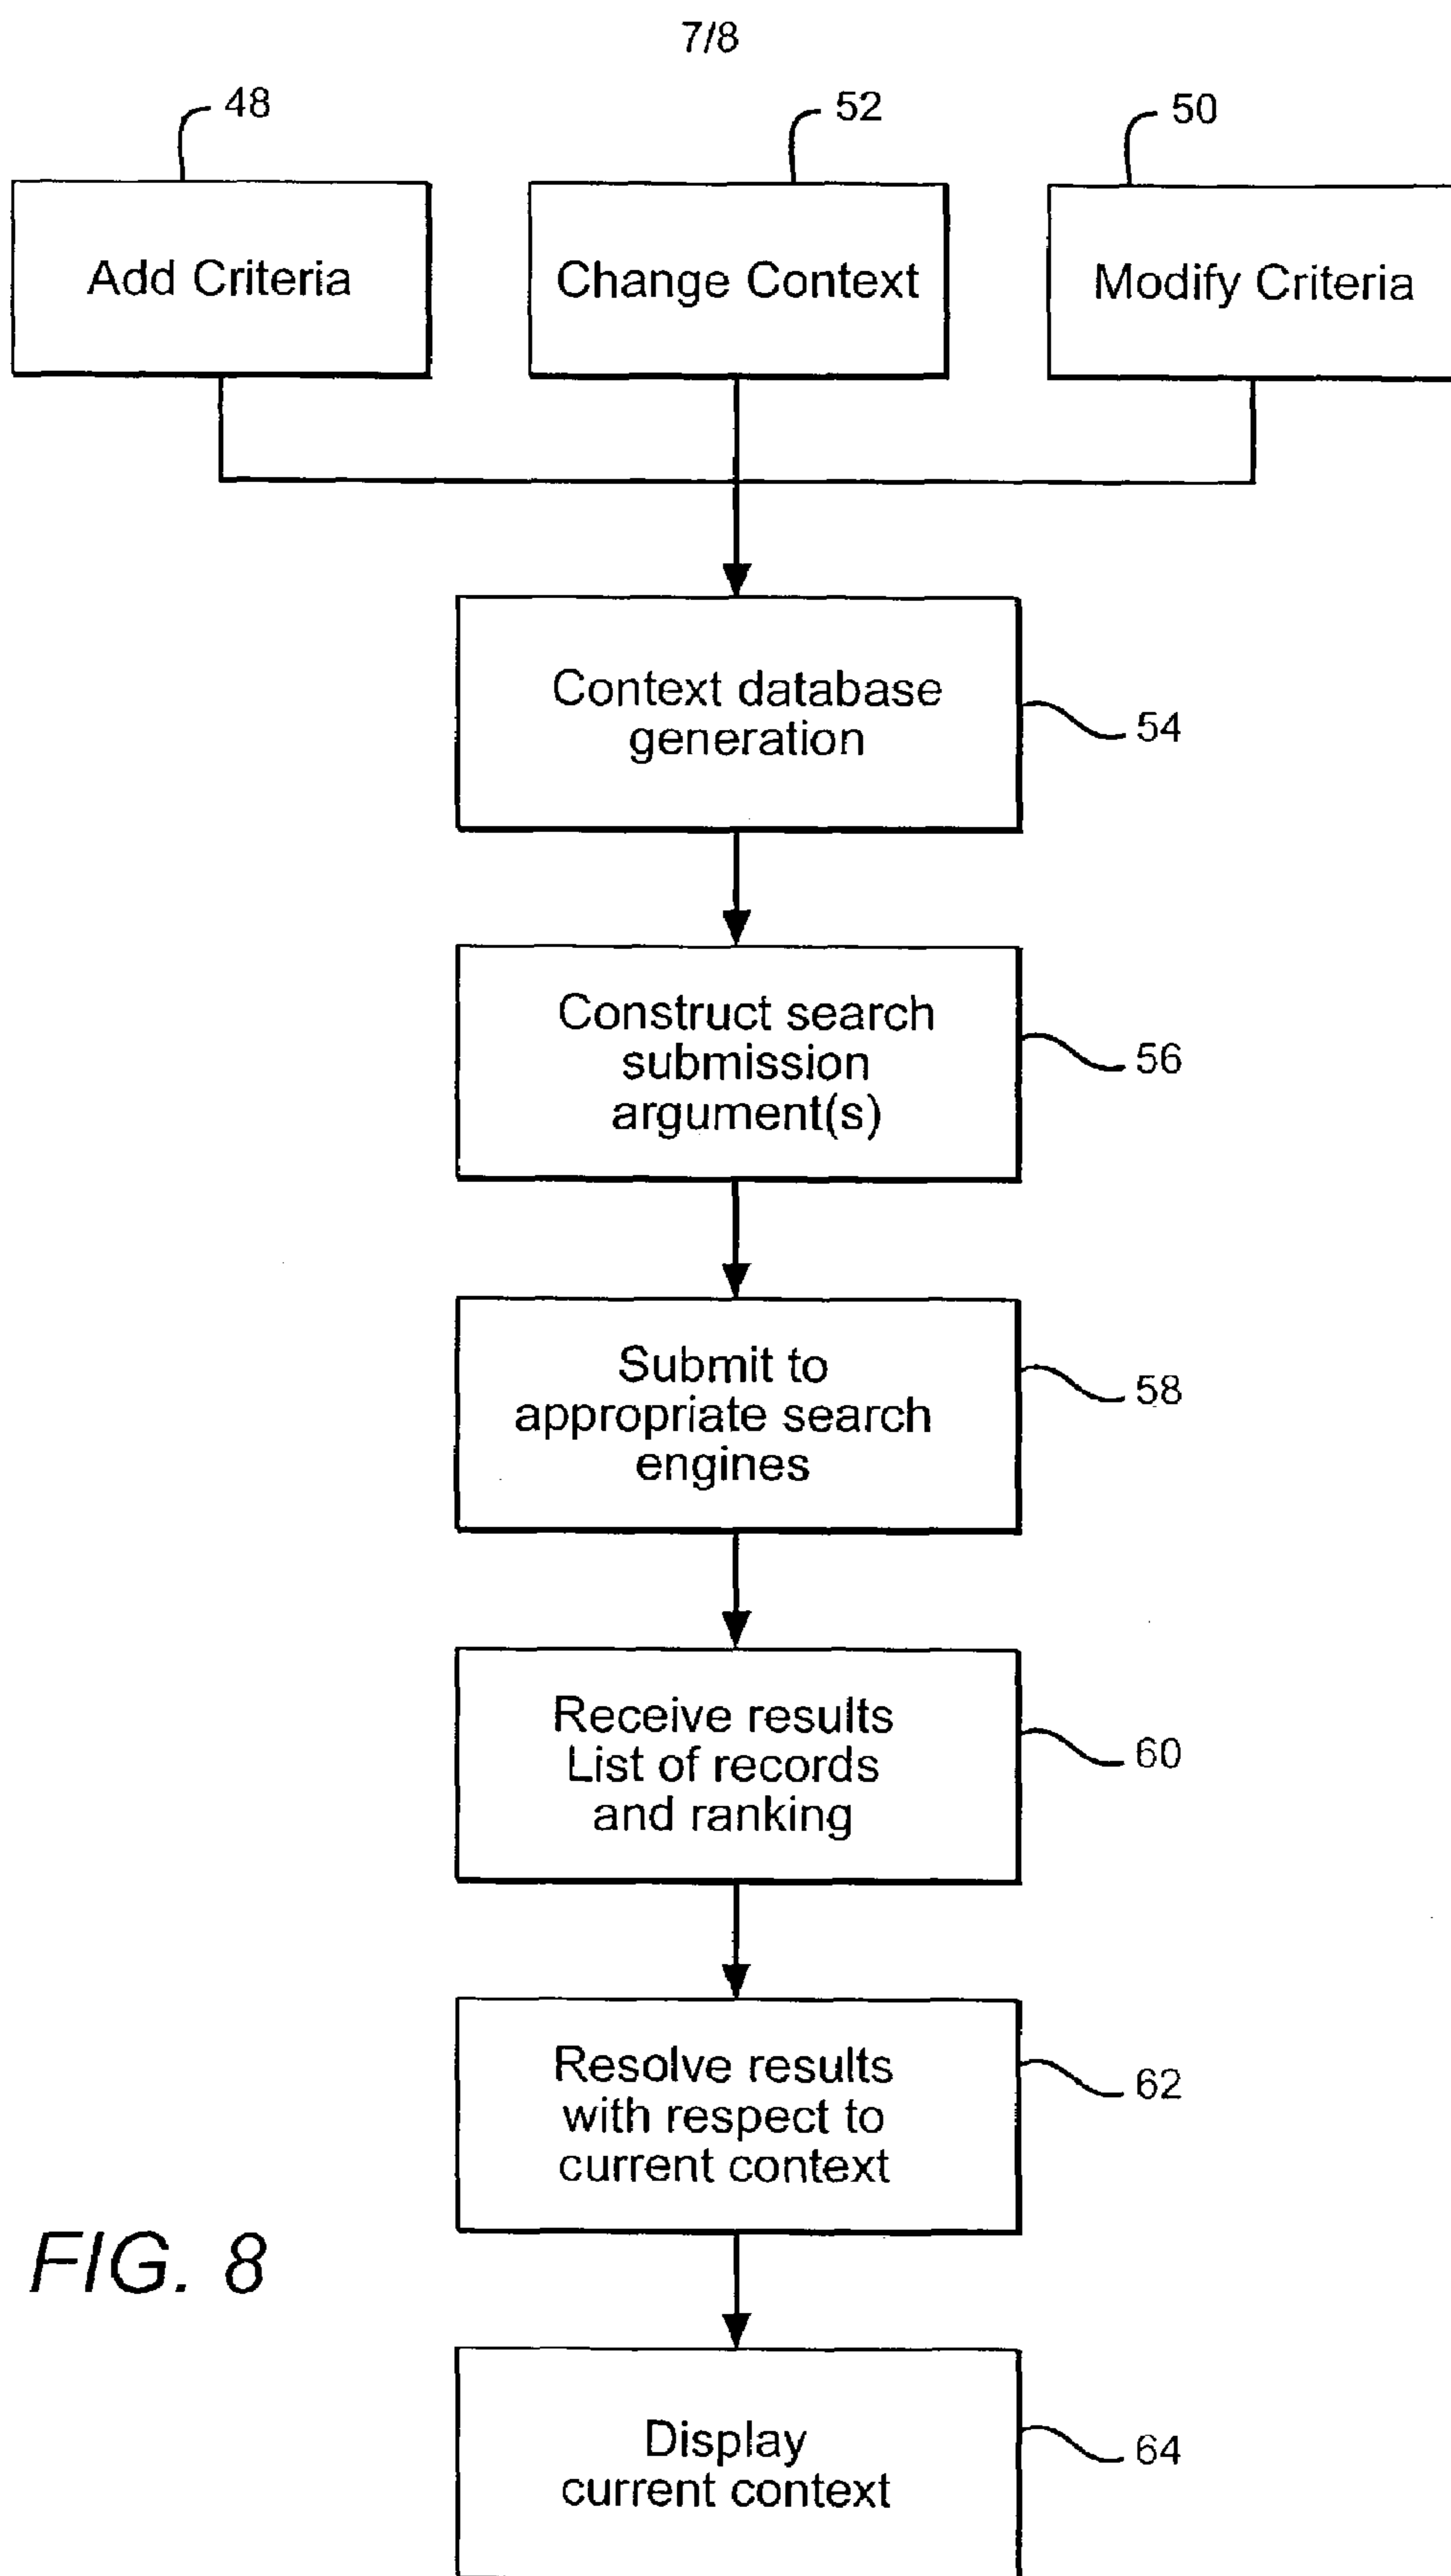 7/8
48
52
50
Add Criteria
Change Context
Modify Criteria
Context database
generation
54
Construct search
submission
argument(s)
56
Submit to
appropriate search
engines
58
Receive results
List of records
and ranking
60
Resolve results
with respect to
current context
62
FIG. 8
Display
current context
64